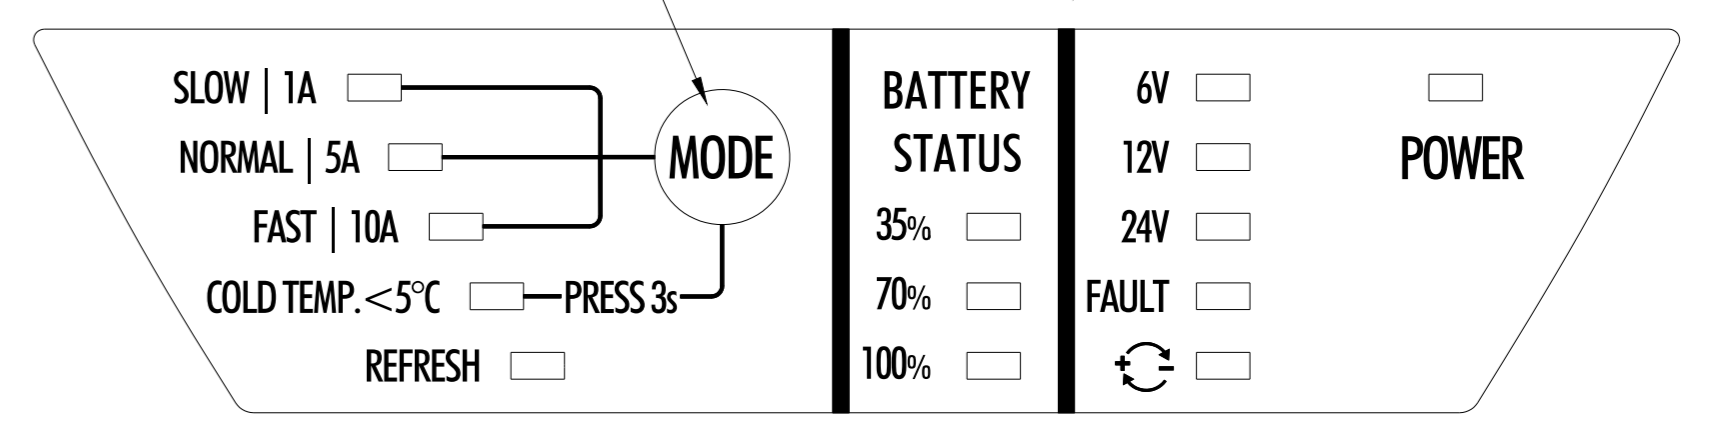 SLOW | 1A
NORMAL | 5A
FAST | 10A
COLD TEMP.<5°C
PRESS 3s
REFRESH
MODE
BATTERY
STATUS
35%
70%
100%
6V
12V
24V
FAULT
+ -
POWER